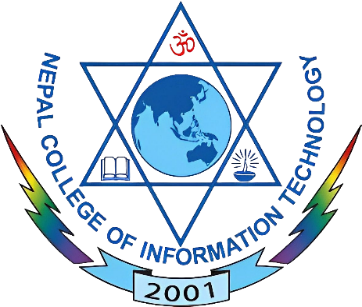 ॐ
NEPAL COLLEGE OF INFORMATION TECHNOLOGY
2001